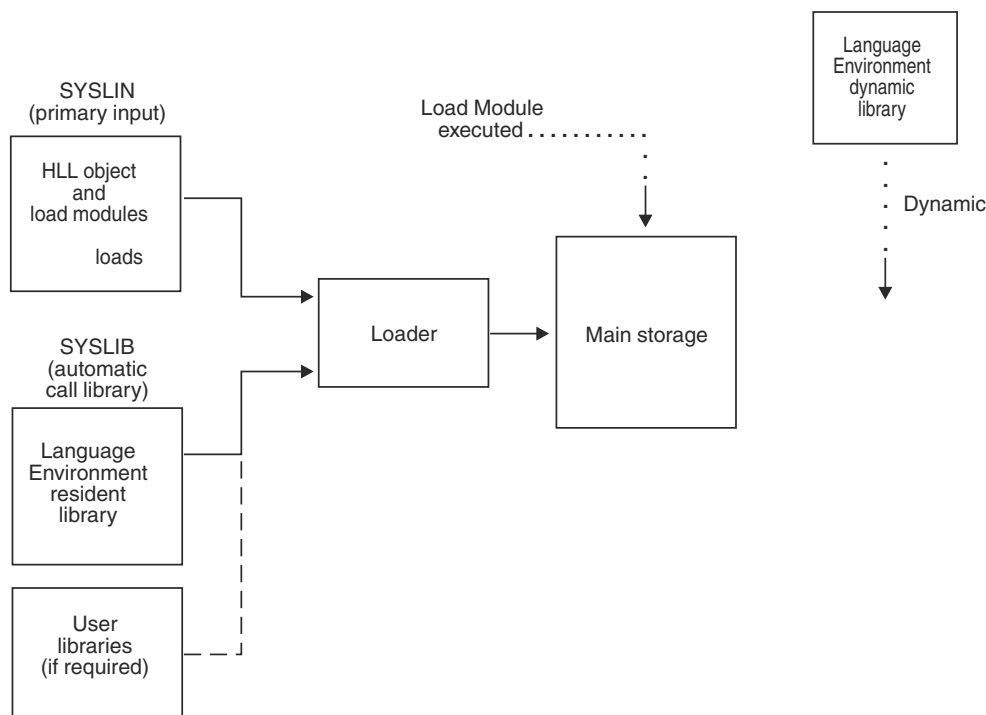 SYSLIN
(primary input)
HLL object
and
load modules
loads
SYSLIB
(automatic
call library)
Language
Environment
resident
library
User
libraries
(if required)
Loader
Load Module
executed
Main storage
Language
Environment
dynamic
library
Dynamic